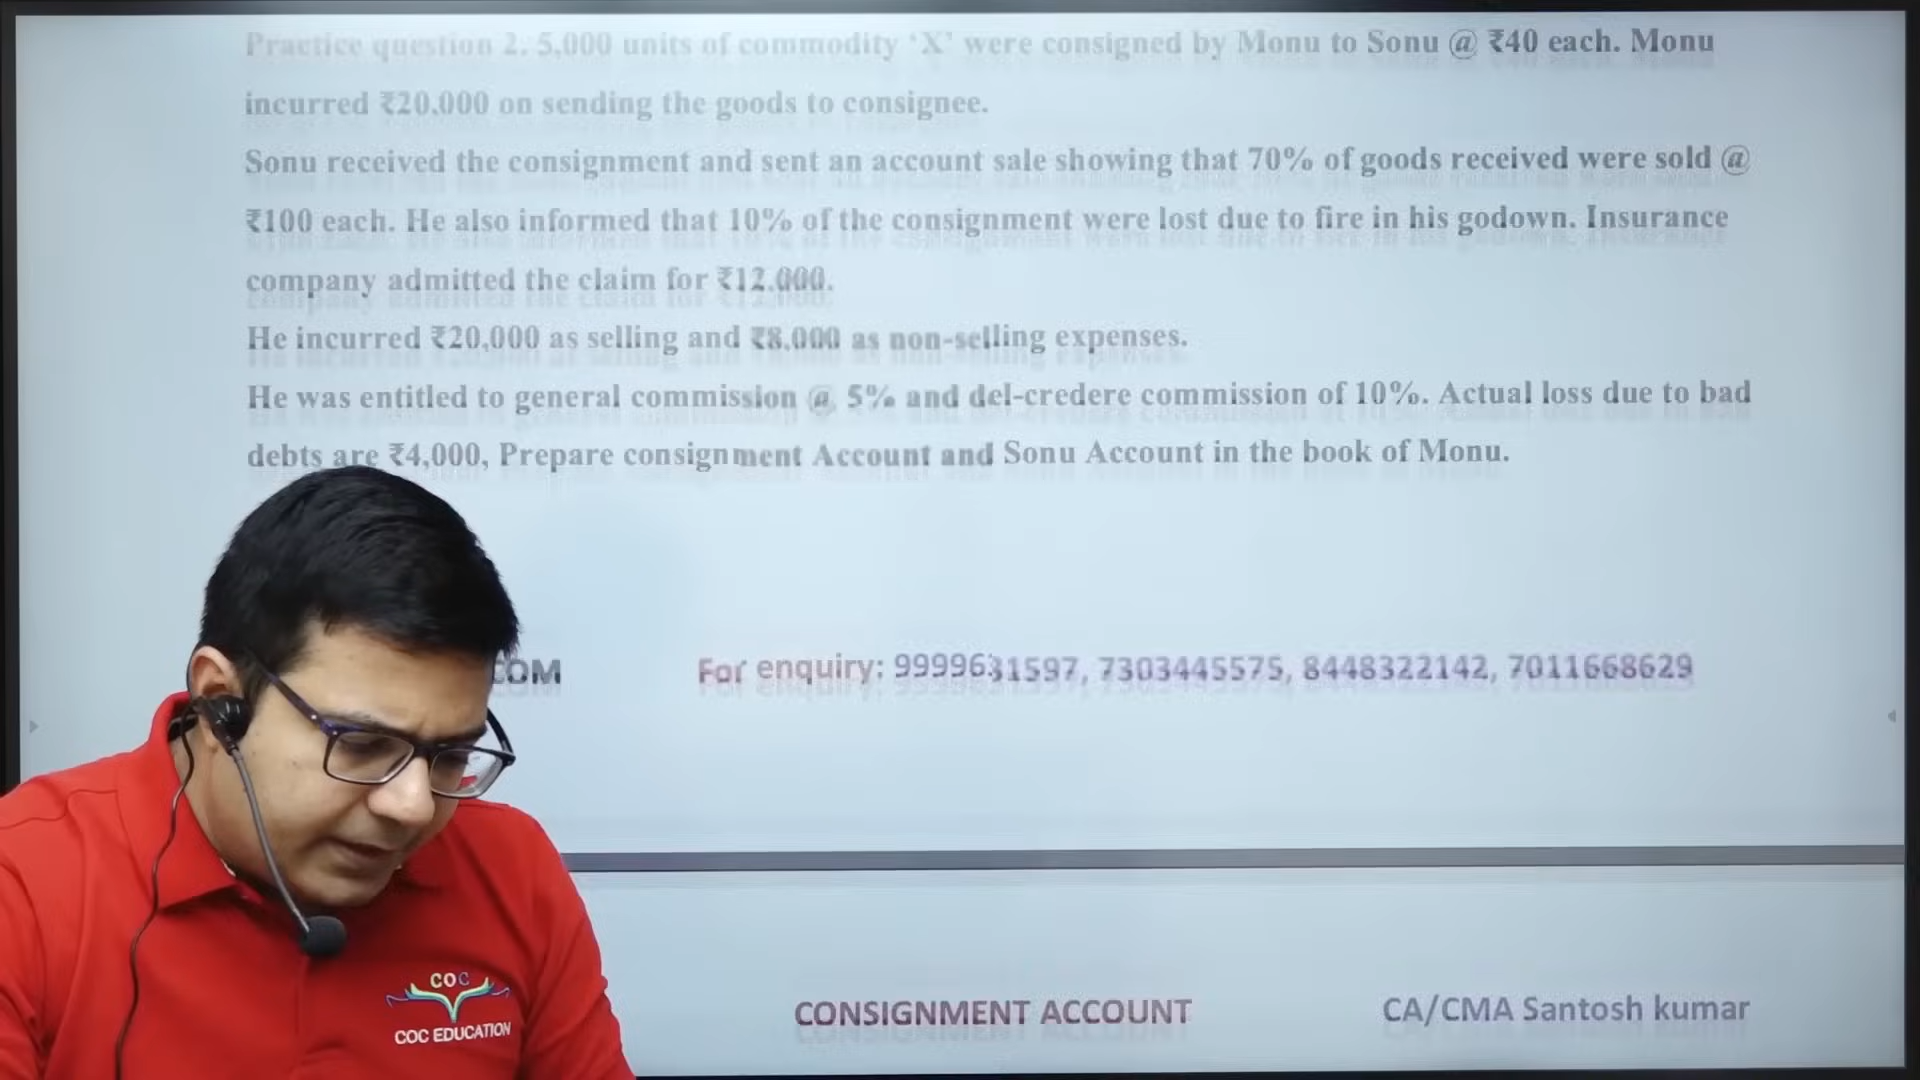 Practice question 2. 5,000 units of commodity ‘X’ were consigned by Monu to Sonu @ ₹40 each. Monu
incurred ₹20,000 on sending the goods to consignee.
Sonu received the consignment and sent an account sale showing that 70% of goods received were sold @
₹100 each. He also informed that 10% of the consignment were lost due to fire in his godown. Insurance
company admitted the claim for ₹12,000.
He incurred ₹20,000 as selling and ₹8,000 as non-selling expenses.
He was entitled to general commission @ 5% and del-credere commission of 10%. Actual loss due to bad
debts are ₹4,000, Prepare consignment Account and Sonu Account in the book of Monu.
COM For enquiry: 9999631597, 7303445575, 8448322142, 7011668629
CONSIGNMENT ACCOUNT CA/CMA Santosh kumar
COC
COC EDUCATION